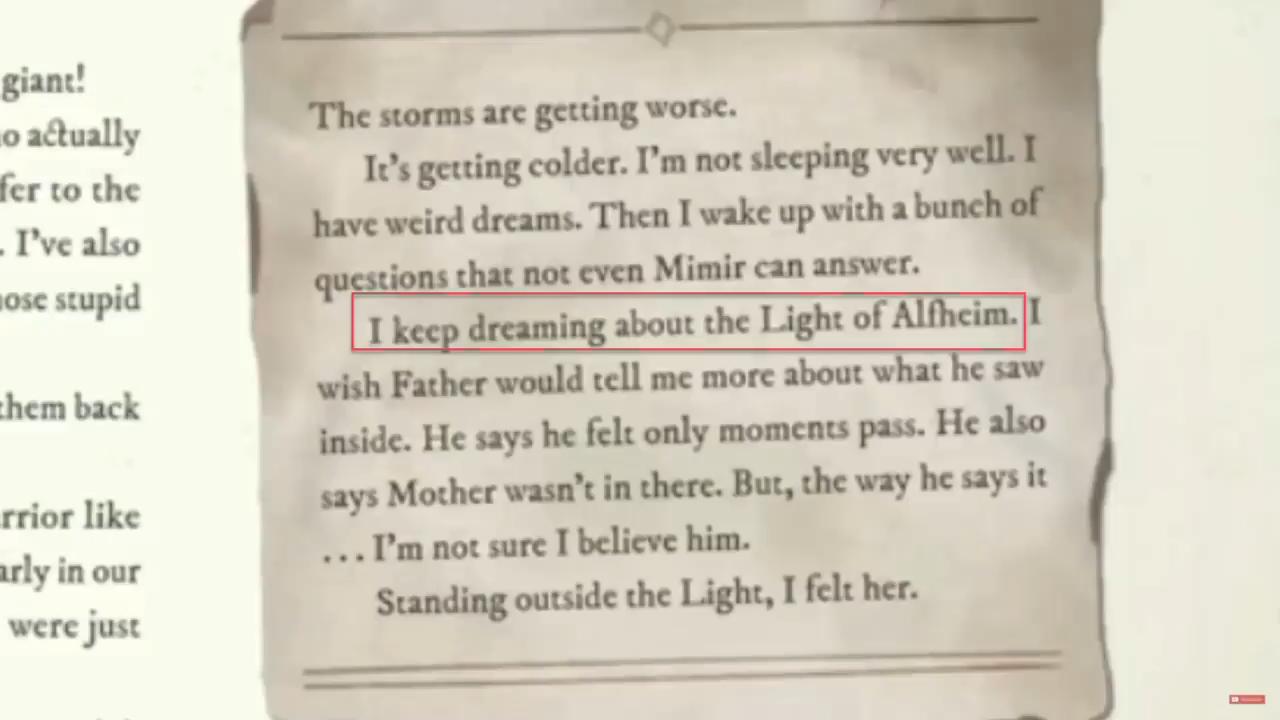 giant!
actually
fer to the
. I've also
ose stupid
them back
rrior like
arly in our
were just
The storms are getting worse.
It's getting colder. I'm not sleeping very well. I
have weird dreams. Then I wake up with a bunch of
questions that not even Mimir can answer.
I keep dreaming about the Light of Alfheim. I
wish Father would tell me more about what he saw
inside. He says he felt only moments pass. He also
says Mother wasn't in there. But, the way he says it
... I'm not sure I believe him.
Standing outside the Light, I felt her.